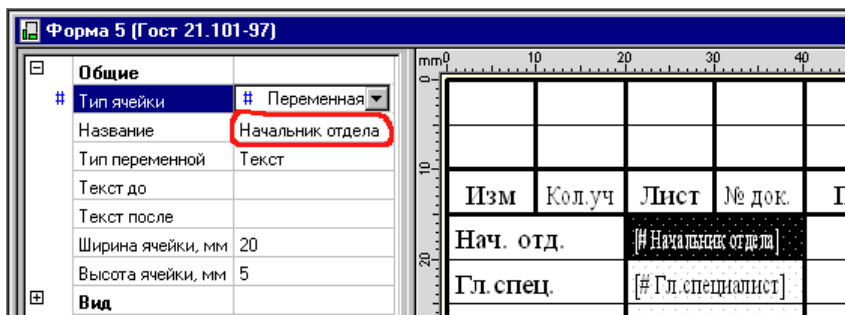 Форма 5 (Гост 21.101-97)
Общие
# Тип ячейки # Переменная
Название Начальник отдела
Тип переменной Текст
Текст до
Текст после
Ширина ячейки, мм 20
Высота ячейки, мм 5
Вид
mm 0 10 20 30 40
0
10
20
Изм Кол.уч Лист № док. П
Нач. отд. [# Начальник отдела]
Гл.спец. [# Гл.специалист]